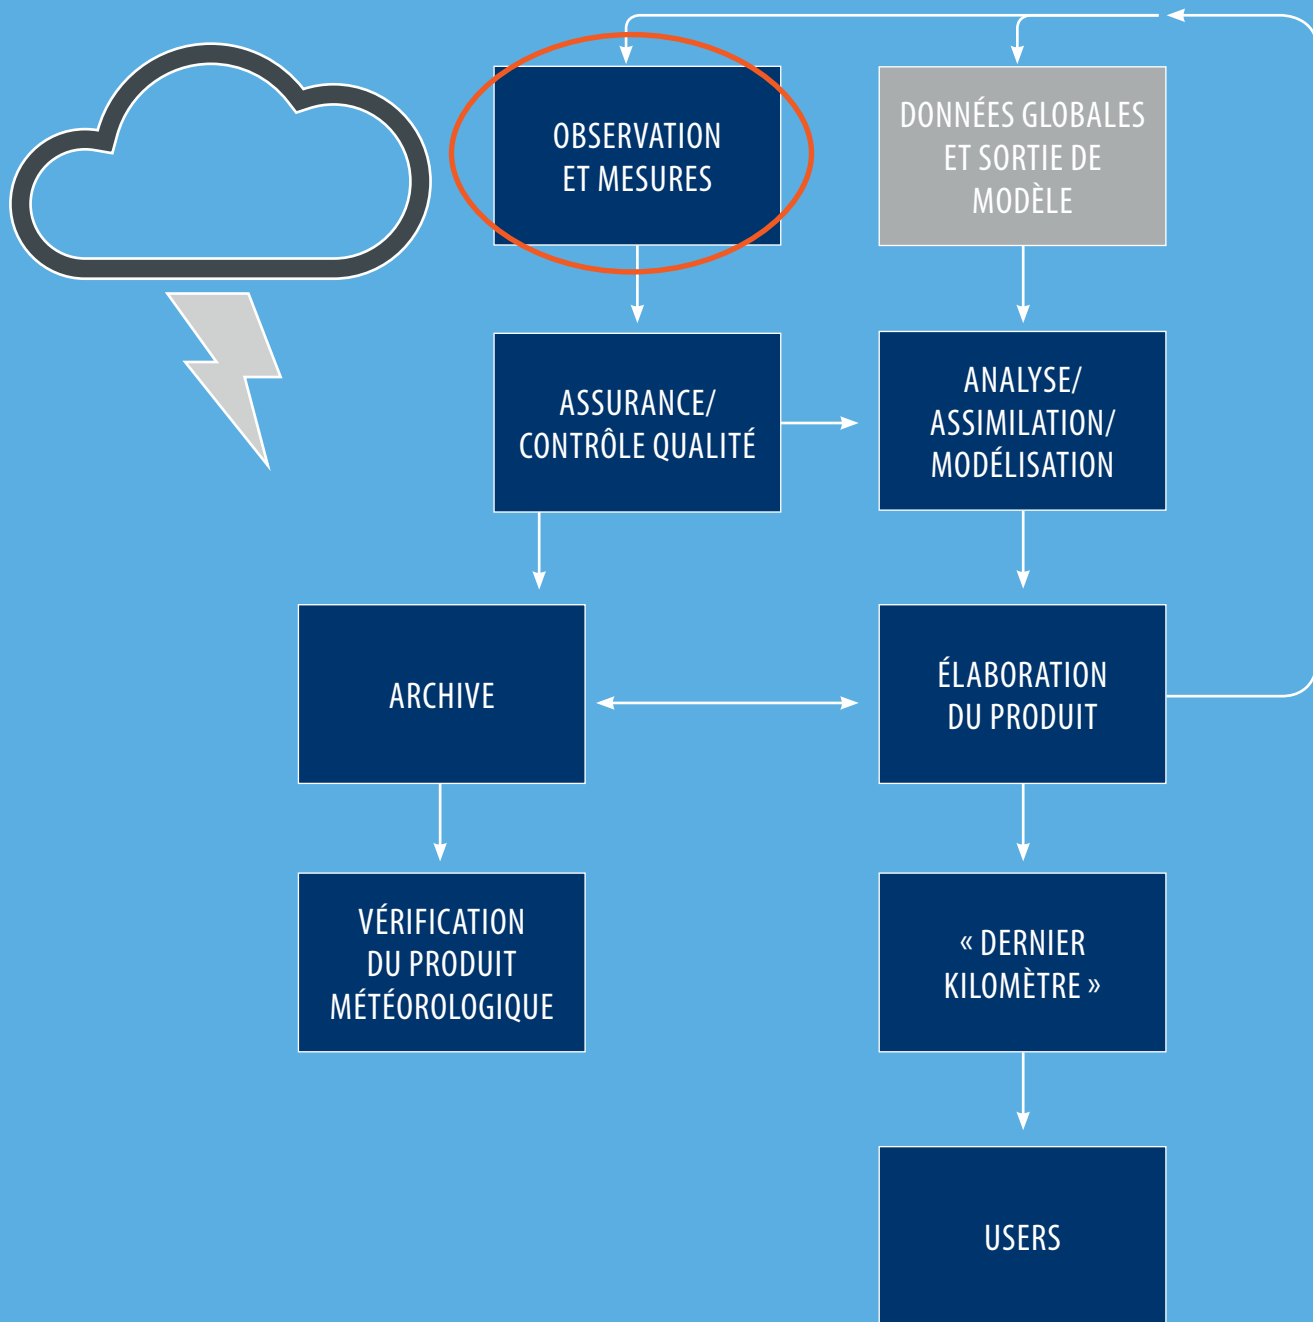 OBSERVATION
ET MESURES
DONNÉES GLOBALES
ET SORTIE DE
MODÈLE
ASSURANCE/
CONTRÔLE QUALITÉ
ANALYSE/
ASSIMILATION/
MODÉLISATION
ARCHIVE
ÉLABORATION
DU PRODUIT
VÉRIFICATION
DU PRODUIT
MÉTÉOROLOGIQUE
« DERNIER
KILOMÈTRE »
USERS